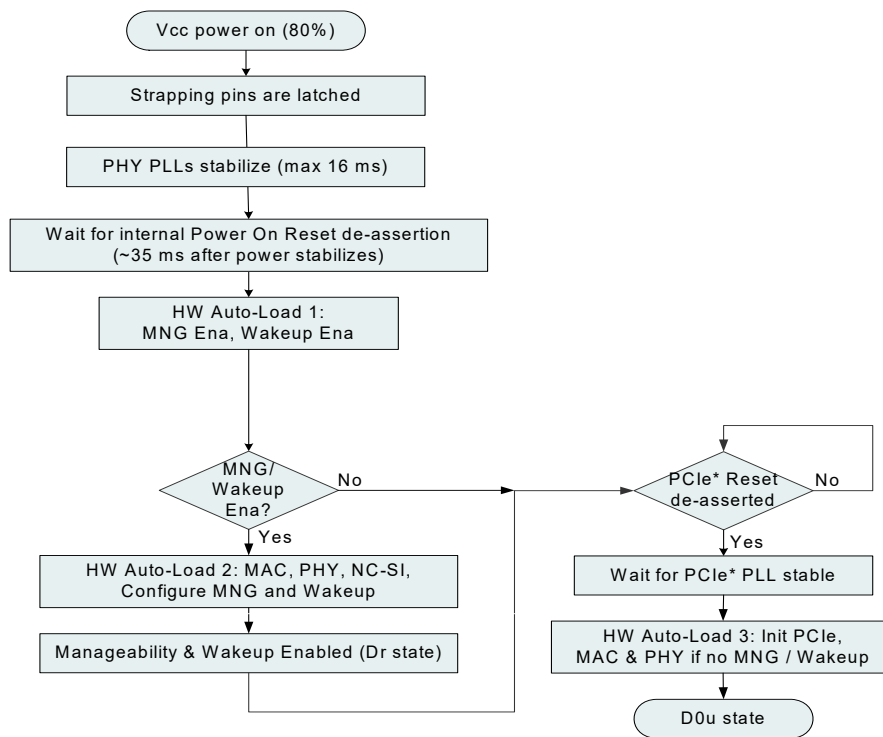 Vcc power on (80%)
Strapping pins are latched
PHY PLLs stabilize (max 16 ms)
Wait for internal Power On Reset de-assertion
(~35 ms after power stabilizes)
HW Auto-Load 1:
MNG Ena, Wakeup Ena
MNG/
Wakeup
Ena?
No
Yes
HW Auto-Load 2: MAC, PHY, NC-SI,
Configure MNG and Wakeup
Manageability & Wakeup Enabled (Dr state)
PCIe* Reset
de-asserted
No
Yes
Wait for PCIe* PLL stable
HW Auto-Load 3: Init PCIe,
MAC & PHY if no MNG / Wakeup
D0u state